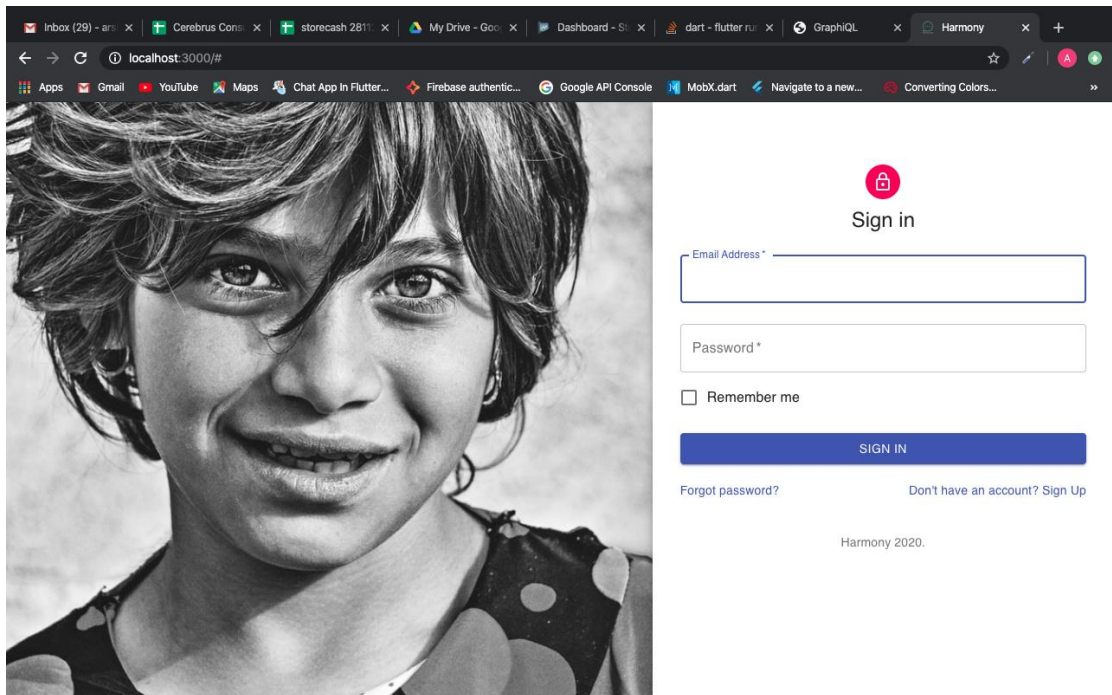 Inbox (29) - ars
Cerebrus Cons
storecash 2811
My Drive - Goo
Dashboard - St
dart - flutter rur
GraphiQL
Harmony
localhost:3000/#
A
Apps
Gmail
YouTube
Maps
Chat App In Flutter...
Firebase authentic...
Google API Console
MobX.dart
Navigate to a new...
Converting Colors...
Sign in
Email Address *
Password *
Remember me
SIGN IN
Forgot password?
Don't have an account? Sign Up
Harmony 2020.